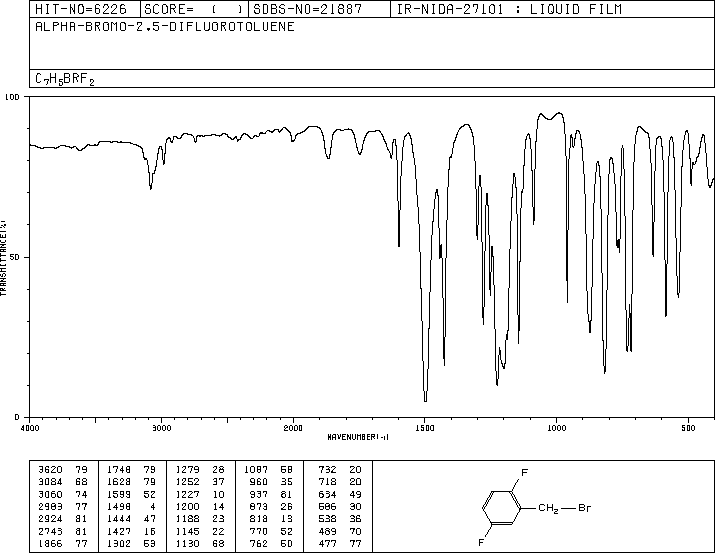 HIT-NO=6226 SCORE= ( ) SDBS-NO=21887 IR-NIDA-27101 : LIQUID FILM
ALPHA-BROMO-2,5-DIFLUOROTOLUENE
C7H5BRF2
100
50
0
TRANSMITTANCE(%)
4000 3000 2000 1500 1000 500
WAVENUMBER(-1)
3620 79 1748 79 1279 28 1087 58 732 20
3084 68 1628 79 1252 37 960 35 718 20
3060 74 1599 52 1227 10 937 81 634 49
2983 77 1498 4 1200 14 873 26 586 30
2924 81 1444 47 1188 23 818 13 538 36
2743 81 1427 16 1145 22 770 52 489 70
1866 77 1302 53 1130 68 762 50 477 77
F
CH2 Br
F